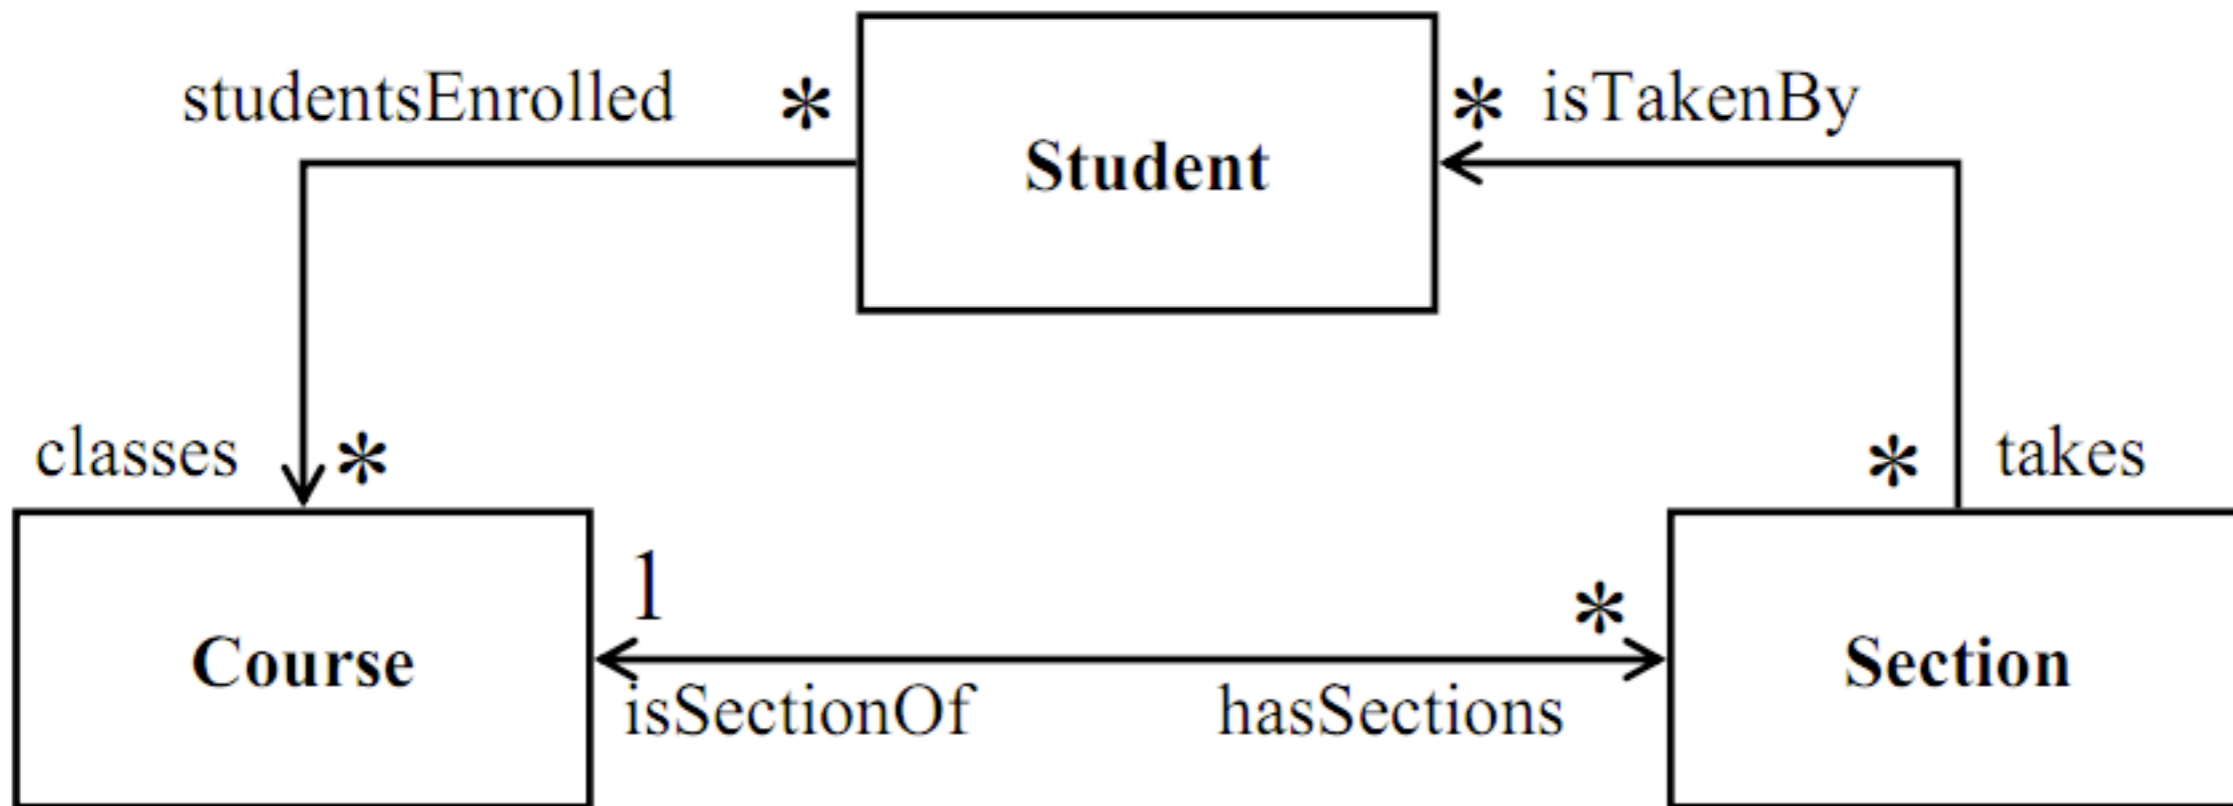 studentsEnrolled * Student * isTakenBy
classes * * takes
1 *
Course Section
isSectionOf hasSections